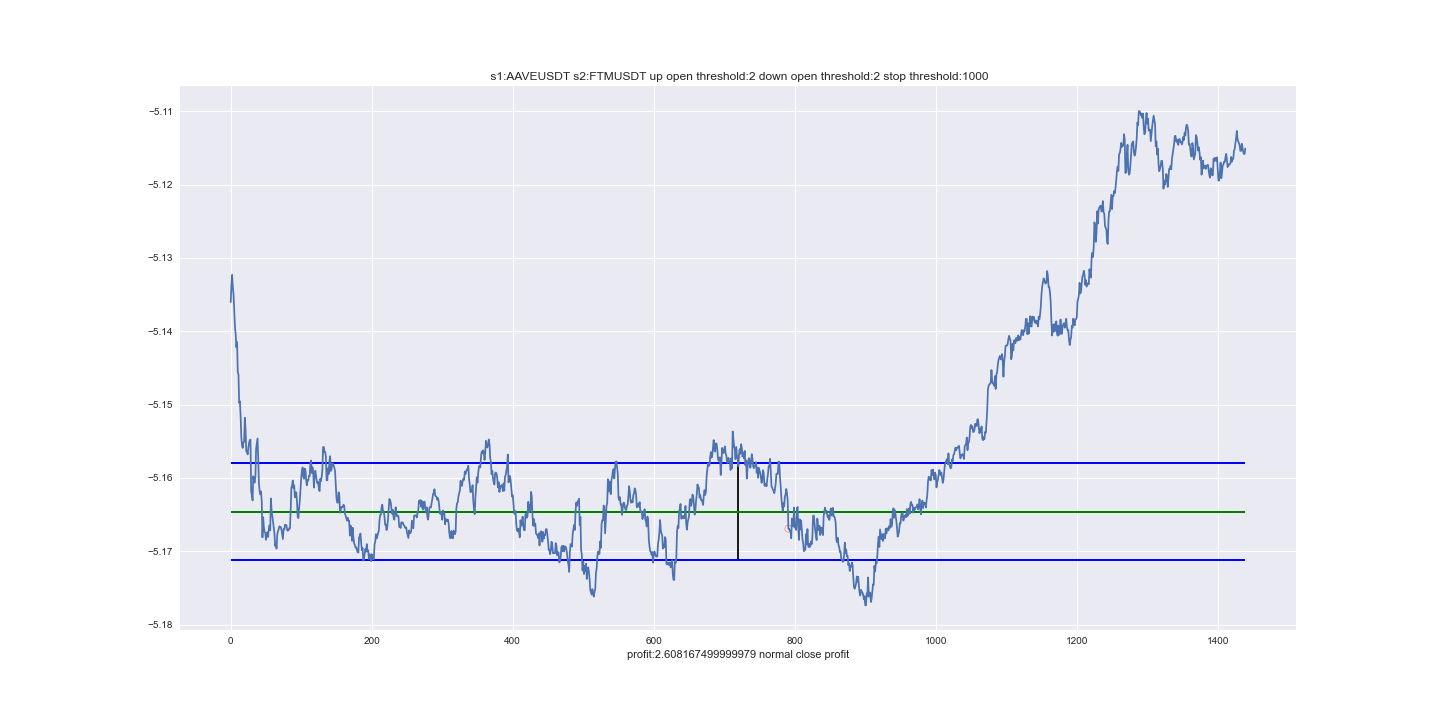 s1:AAVEUSDT s2:FTMUSDT up open threshold:2 down open threshold:2 stop threshold:1000
−5.11
−5.12
−5.13
−5.14
−5.15
−5.16
−5.17
−5.18
0 200 400 600 800 1000 1200 1400
profit:2.608167499999979 normal close profit